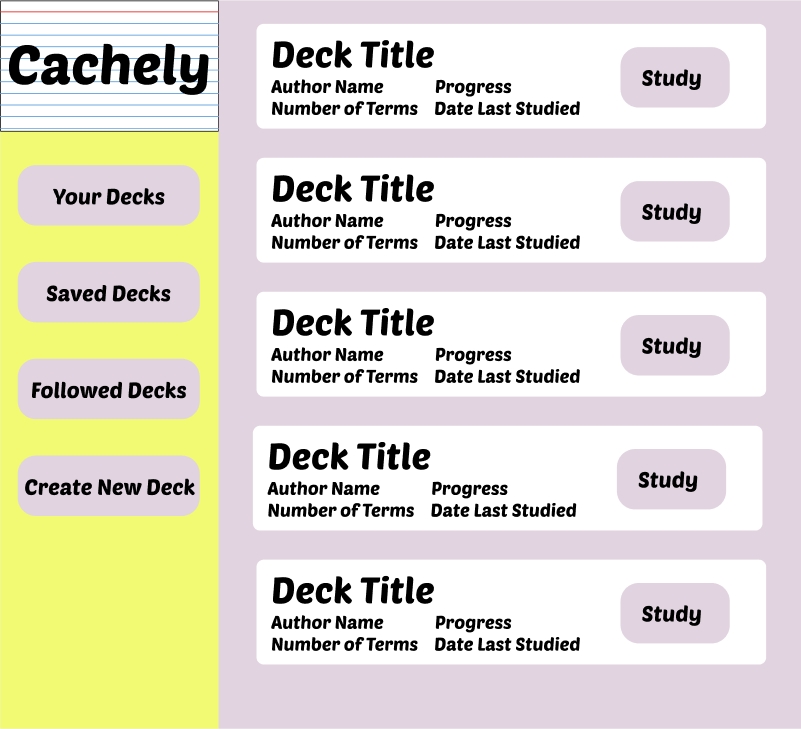 Cachely
Your Decks
Saved Decks
Followed Decks
Create New Deck
Deck Title
Author Name Progress
Number of Terms Date Last Studied
Study
Deck Title
Author Name Progress
Number of Terms Date Last Studied
Study
Deck Title
Author Name Progress
Number of Terms Date Last Studied
Study
Deck Title
Author Name Progress
Number of Terms Date Last Studied
Study
Deck Title
Author Name Progress
Number of Terms Date Last Studied
Study